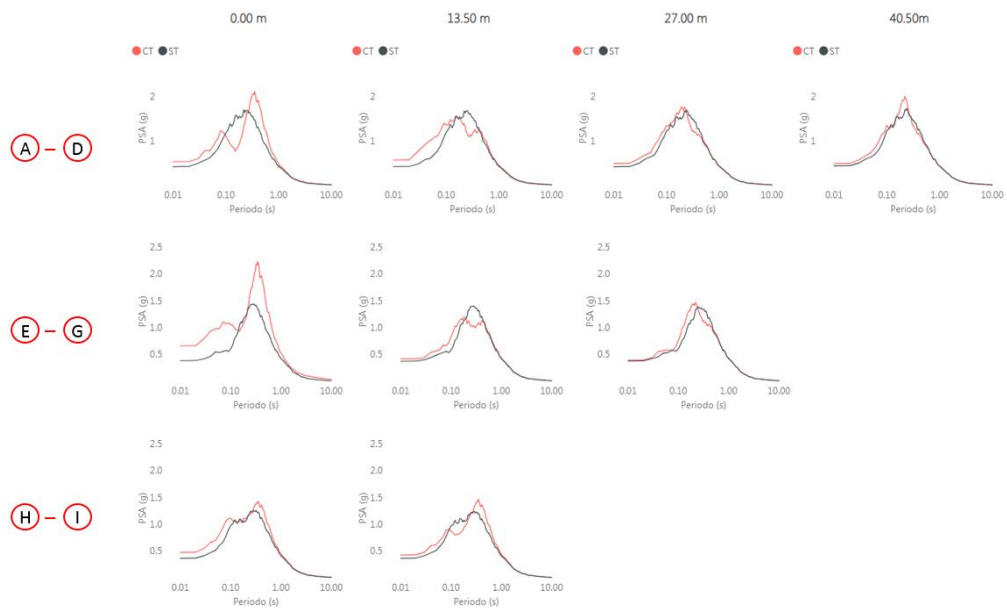 0.00 m 13.50 m 27.00 m 40.50m
CT ST CT ST CT ST CT ST
A – D
PSA (g) 2 1
0.01 0.10 1.00 10.00
Periodo (s)
PSA (g) 2 1
0.01 0.10 1.00 10.00
Periodo (s)
PSA (g) 2 1
0.01 0.10 1.00 10.00
Periodo (s)
PSA (g) 2 1
0.01 0.10 1.00 10.00
Periodo (s)
E – G
PSA (g) 2.5 2.0 1.5 1.0 0.5
0.01 0.10 1.00 10.00
Periodo (s)
PSA (g) 2.5 2.0 1.5 1.0 0.5
0.01 0.10 1.00 10.00
Periodo (s)
PSA (g) 2.5 2.0 1.5 1.0 0.5
0.01 0.10 1.00 10.00
Periodo (s)
H – I
PSA (g) 2.5 2.0 1.5 1.0 0.5
0.01 0.10 1.00 10.00
Periodo (s)
PSA (g) 2.5 2.0 1.5 1.0 0.5
0.01 0.10 1.00 10.00
Periodo (s)